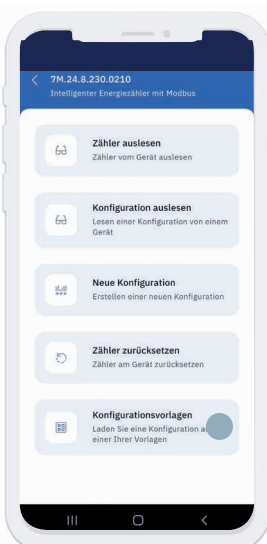 7M.24.8.230.0210
Intelligenter Energiezähler mit Modbus
Zähler auslesen
Zähler vom Gerät auslesen
Konfiguration auslesen
Lesen einer Konfiguration von einem
Gerät
Neue Konfiguration
Erstellen einer neuen Konfiguration
Zähler zurücksetzen
Zähler am Gerät zurücksetzen
Konfigurationsvorlagen
Laden Sie eine Konfiguration
einer Ihrer Vorlagen